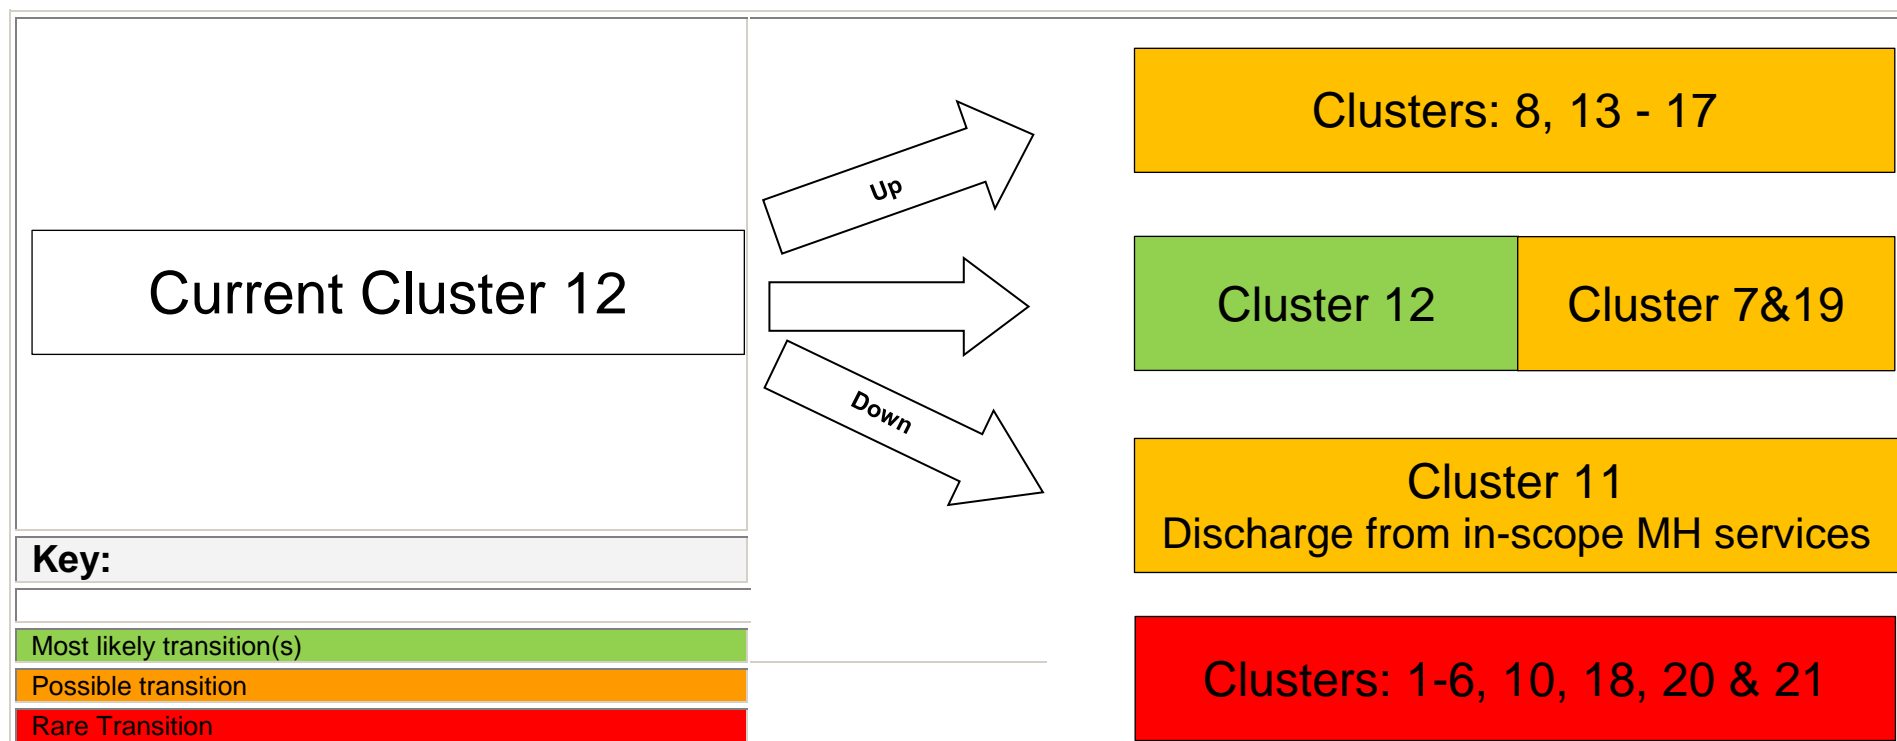 Clusters: 8, 13 - 17
Up
Current Cluster 12
Cluster 12
Cluster 7&19
Down
Cluster 11
Discharge from in-scope MH services
Key:
Most likely transition(s)
Possible transition
Rare Transition
Clusters: 1-6, 10, 18, 20 & 21